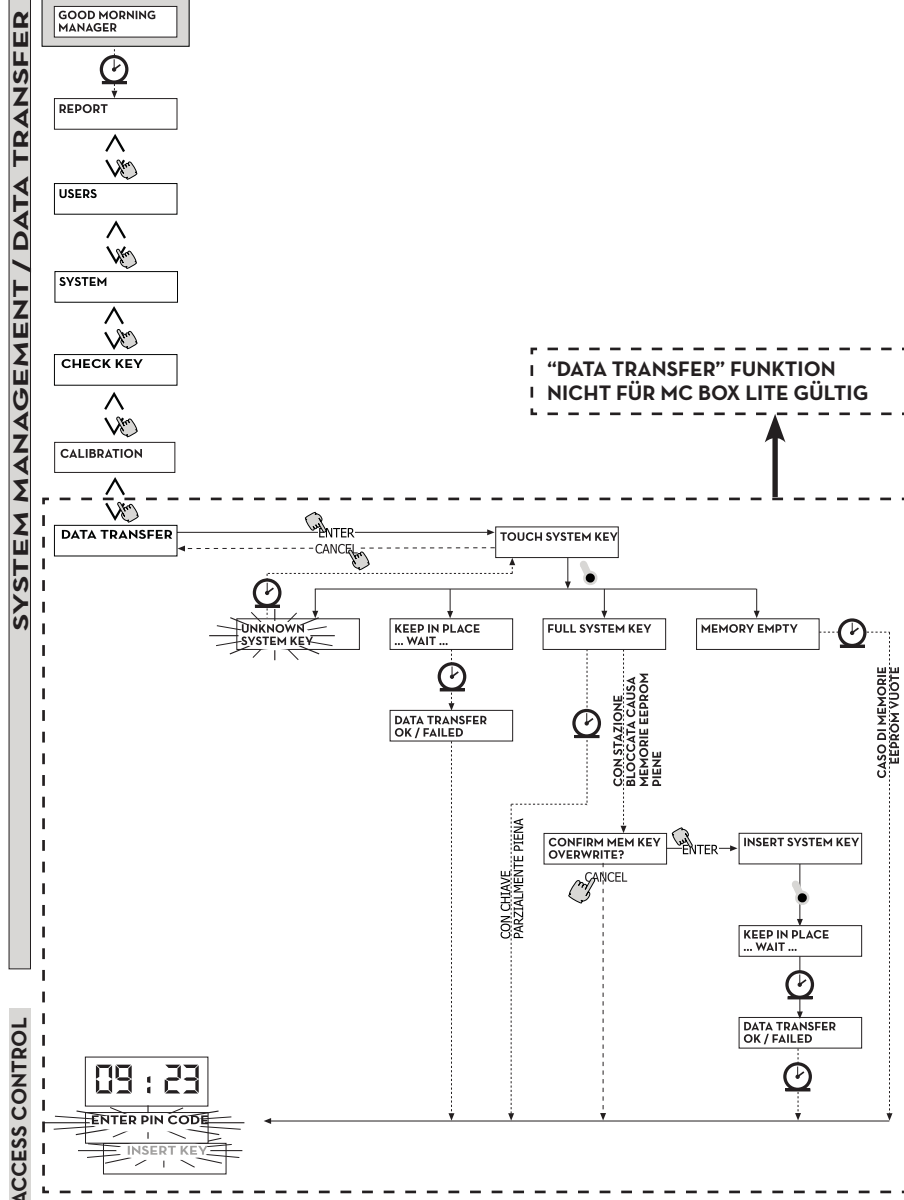 SYSTEM MANAGEMENT / DATA TRANSFER
GOOD MORNING
MANAGER
REPORT
USERS
SYSTEM
CHECK KEY
CALIBRATION
"DATA TRANSFER" FUNKTION
NICHT FÜR MC BOX LITE GÜLTIG
DATA TRANSFER
ENTER
CANCEL
TOUCH SYSTEM KEY
UNKNOWN
SYSTEM KEY
KEEP IN PLACE
... WAIT ...
FULL SYSTEM KEY
MEMORY EMPTY
DATA TRANSFER
OK / FAILED
CON STAZIONE
BLOCCATA CAUSA
MEMORIE EEPROM
PIENE
CASO DI MEMORIE
EEPROM VUOTE
CON CHIAVE
PARZIALMENTE PIENA
CONFIRM MEM KEY
OVERWRITE?
ENTER
INSERT SYSTEM KEY
CANCEL
KEEP IN PLACE
... WAIT ...
DATA TRANSFER
OK / FAILED
ACCESS CONTROL
09 : 23
ENTER PIN CODE
INSERT KEY